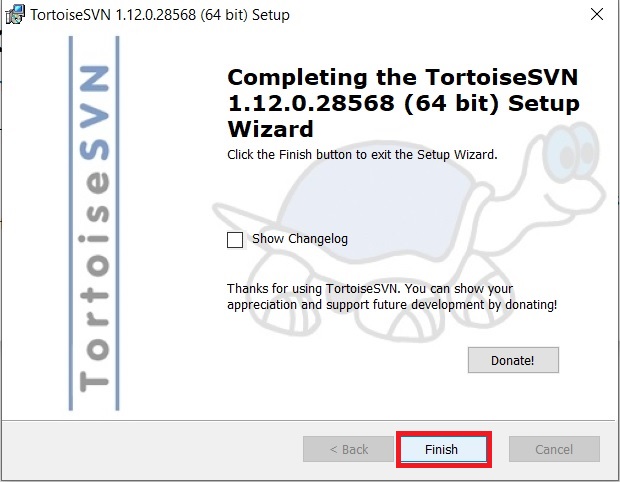 TortoiseSVN 1.12.0.28568 (64 bit) Setup
TortoiseSVN
Completing the TortoiseSVN
1.12.0.28568 (64 bit) Setup
Wizard
Click the Finish button to exit the Setup Wizard.
Show Changelog
Thanks for using TortoiseSVN. You can show your
appreciation and support future development by donating!
Donate!
< Back
Finish
Cancel